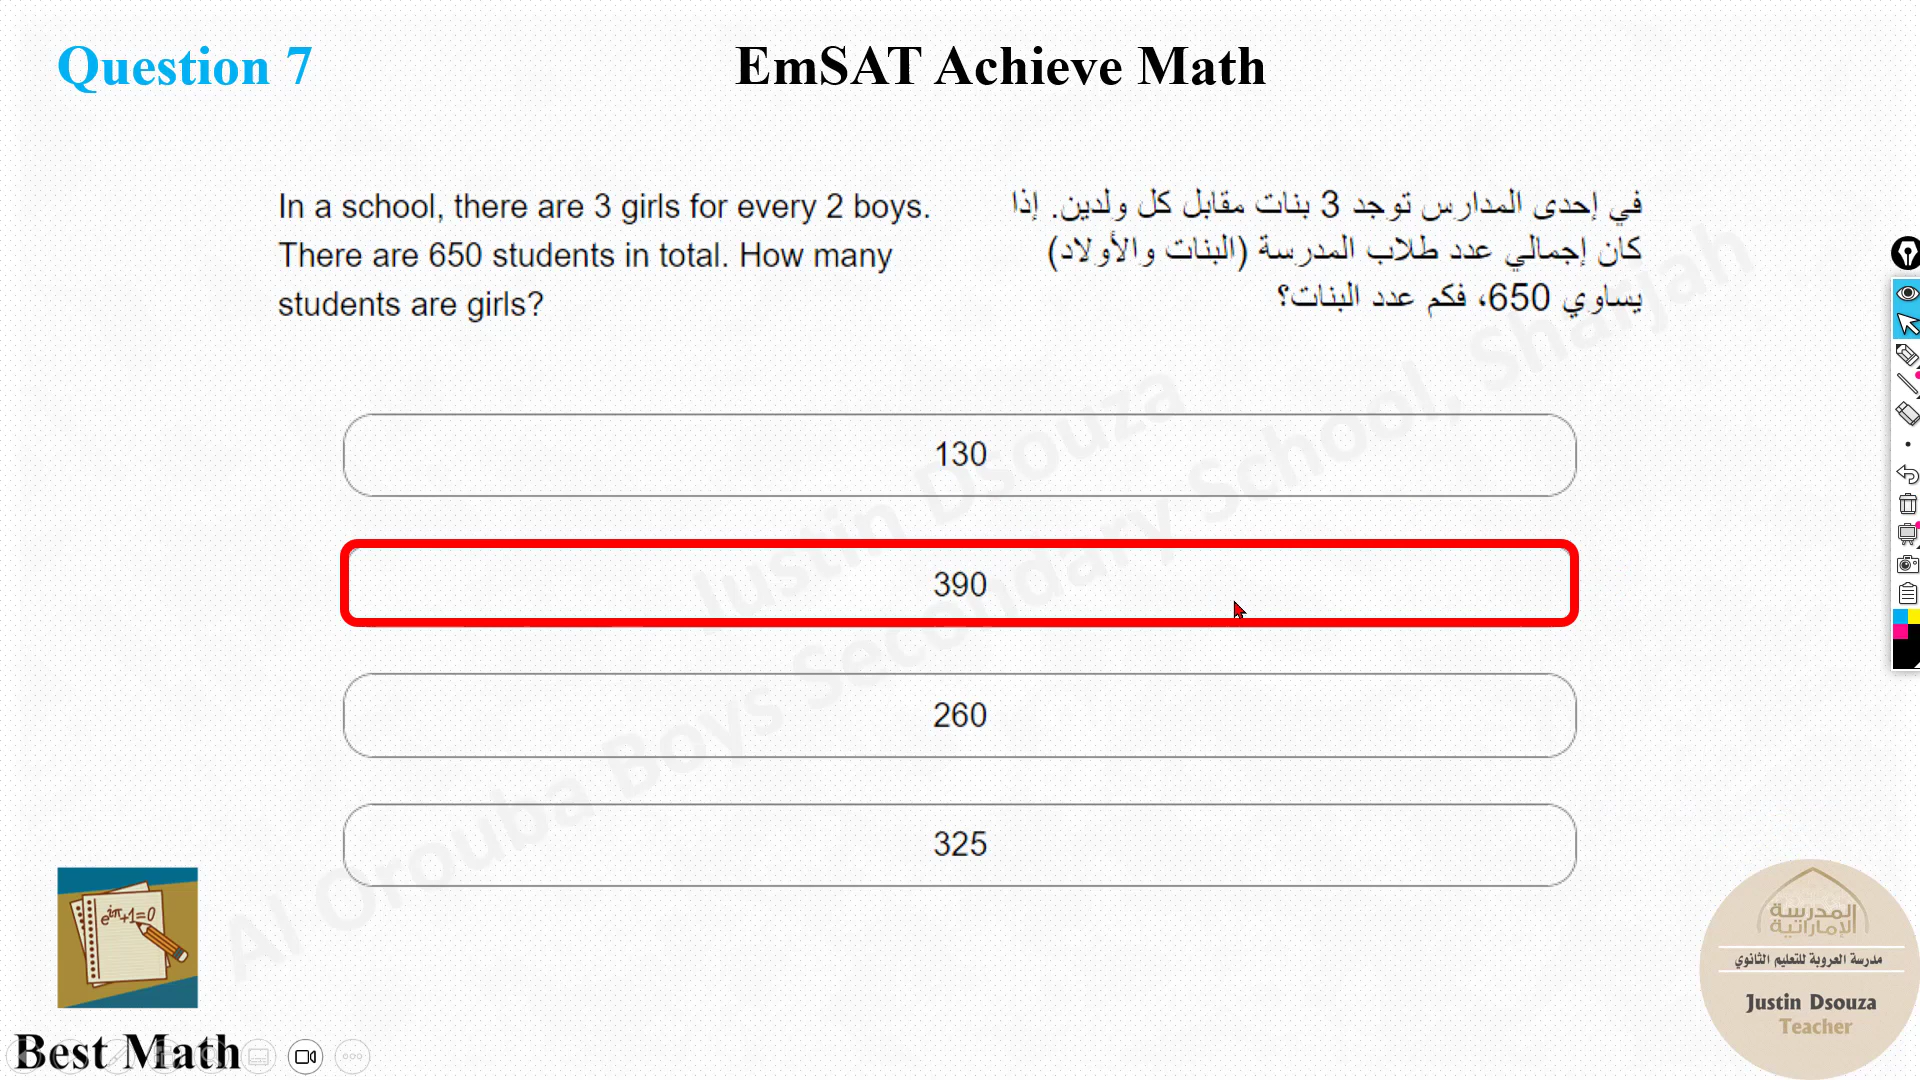 Question 7
EmSAT Achieve Math
In a school, there are 3 girls for every 2 boys.
There are 650 students in total. How many
students are girls?
في إحدى المدارس توجد 3 بنات مقابل كل ولدين. إذا
كان إجمالي عدد طلاب المدرسة (البنات والأولاد)
يساوي 650، فكم عدد البنات؟
130
390
260
325
Justin Dsouza
Al Orouba Boys Secondary School, Sharjah
e^iπ+1=0
Best Math
المدرسة
الإماراتية
مدرسة العروبة للتعليم الثانوي
Justin Dsouza
Teacher